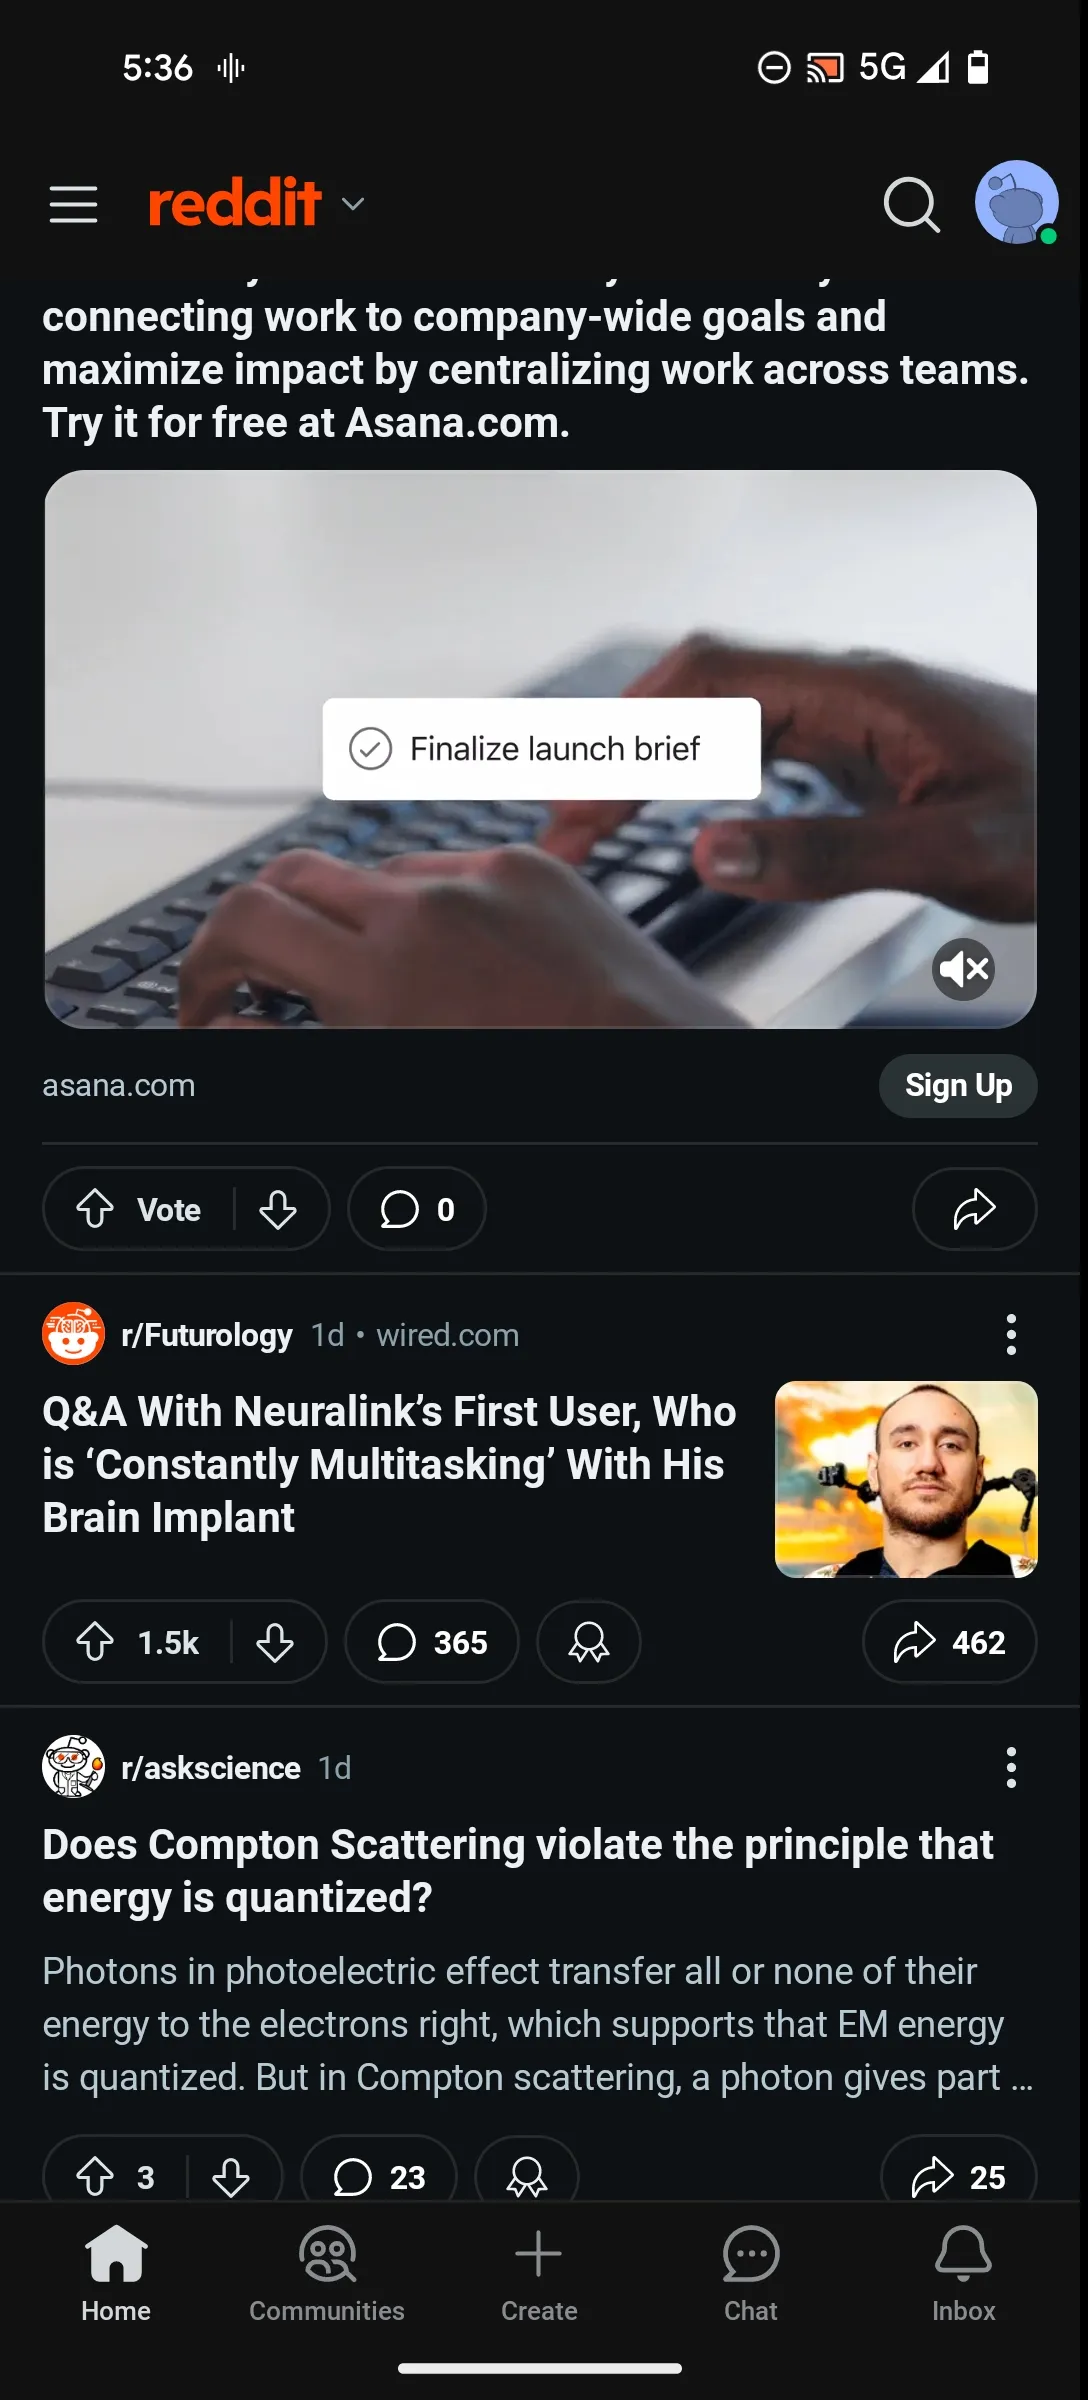 5:36
5G
reddit
connecting work to company-wide goals and
maximize impact by centralizing work across teams.
Try it for free at Asana.com.
Finalize launch brief
asana.com
Sign Up
Vote
0
r/Futurology 1d • wired.com
Q&A With Neuralink’s First User, Who
is ‘Constantly Multitasking’ With His
Brain Implant
1.5k
365
462
r/askscience 1d
Does Compton Scattering violate the principle that
energy is quantized?
Photons in photoelectric effect transfer all or none of their
energy to the electrons right, which supports that EM energy
is quantized. But in Compton scattering, a photon gives part ...
3
23
25
Home
Communities
Create
Chat
Inbox